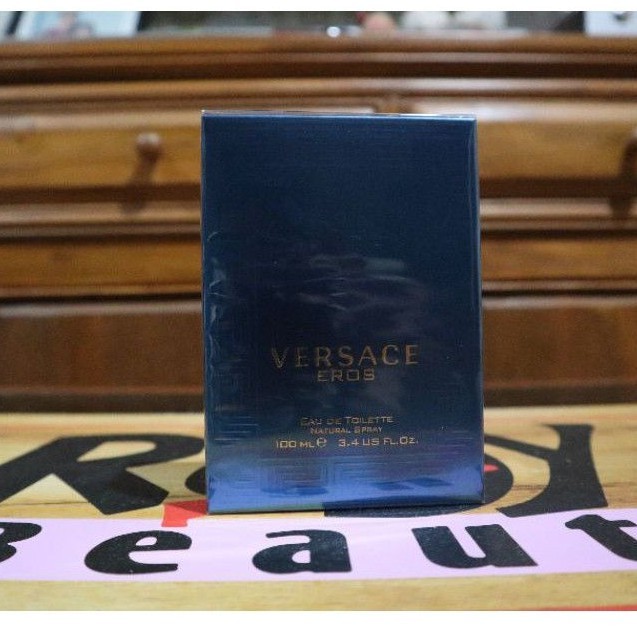 VERSACE
EROS
EAU DE TOILETTE
NATURAL SPRAY
100 ML e 3.4 US FL.OZ.
Beaut